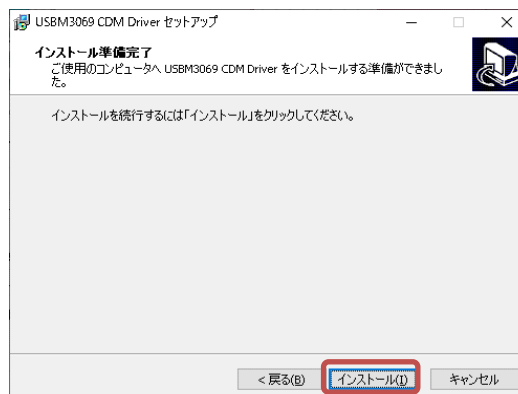 USBM3069 CDM Driver セットアップ
インストール準備完了
ご使用のコンピュータへ USBM3069 CDM Driver をインストールする準備ができまし
た。
インストールを続行するには「インストール」をクリックしてください。
< 戻る(B)
インストール(I)
キャンセル